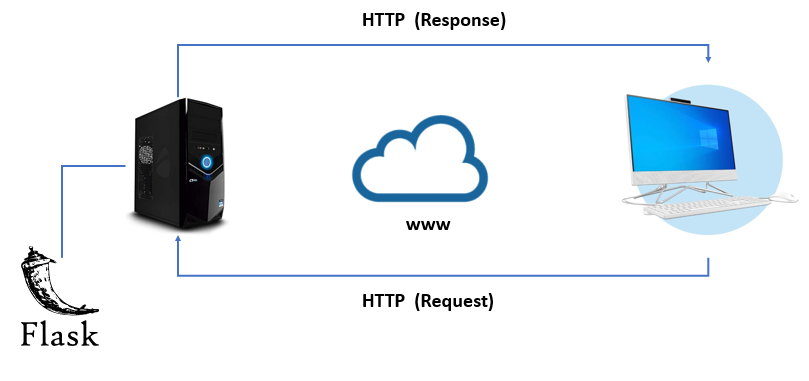 HTTP (Response)
www
HTTP (Request)
Flask